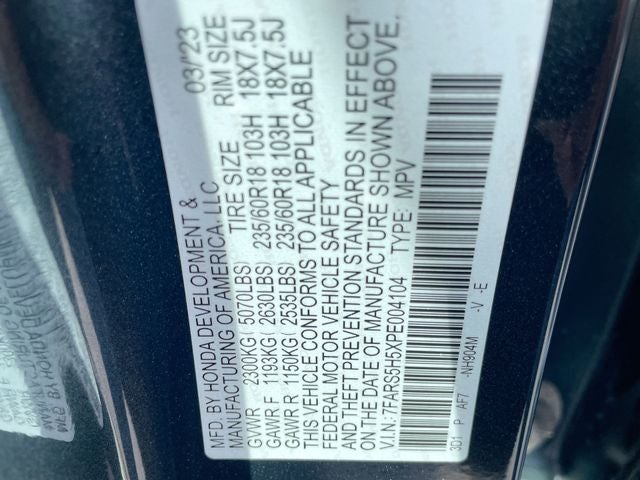 MFD. BY HONDA DEVELOPMENT &
MANUFACTURING OF AMERICA, LLC 03/'23
TIRE SIZE RIM SIZE
GVWR 2300KG( 5070LBS)
GAWR F 1193KG( 2630LBS) 235/60R18 103H 18X7.5J
GAWR R 1150KG( 2535LBS) 235/60R18 103H 18X7.5J
THIS VEHICLE CONFORMS TO ALL APPLICABLE
FEDERAL MOTOR VEHICLE SAFETY
AND THEFT PREVENTION STANDARDS IN EFFECT
ON THE DATE OF MANUFACTURE SHOWN ABOVE.
V.I.N.:7FARS5H5XPE004104 TYPE: MPV
3D1 P AF7 -NH904M -V -E